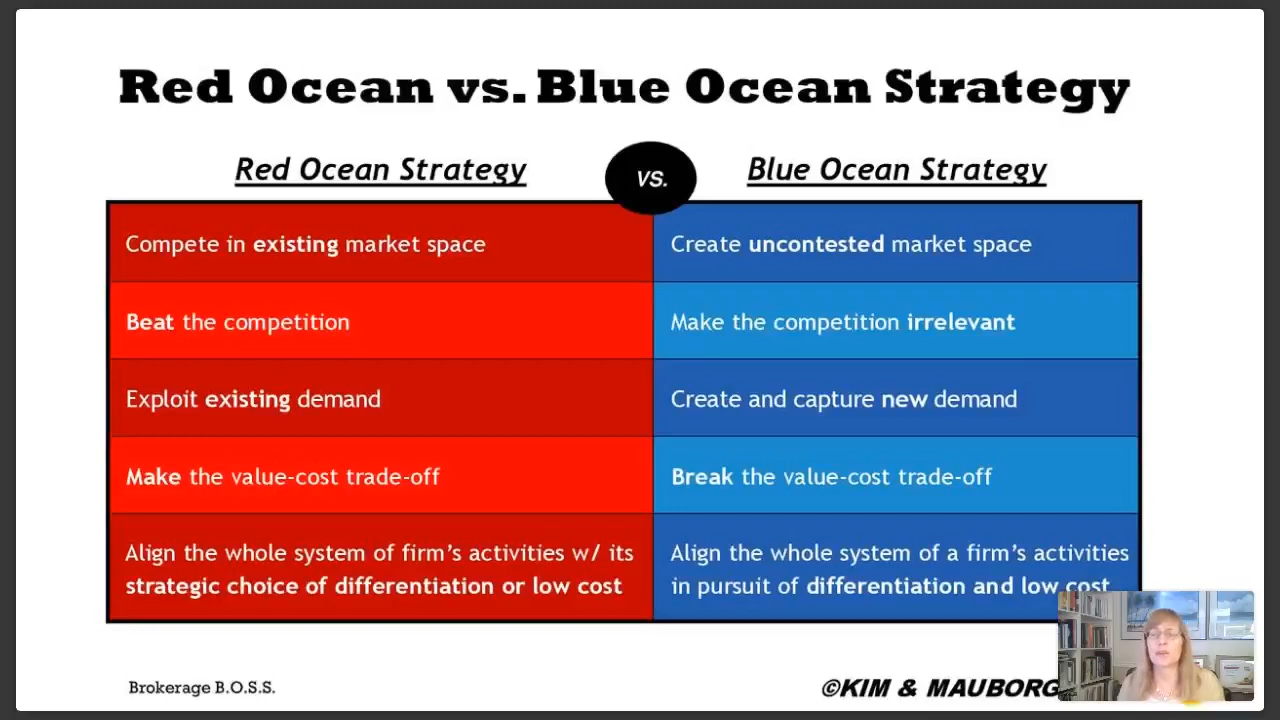 Red Ocean vs. Blue Ocean Strategy
Red Ocean Strategy
VS.
Blue Ocean Strategy
Compete in existing market space
Create uncontested market space
Beat the competition
Make the competition irrelevant
Exploit existing demand
Create and capture new demand
Make the value-cost trade-off
Break the value-cost trade-off
Align the whole system of firm's activities w/ its
strategic choice of differentiation or low cost
Align the whole system of a firm's activities
in pursuit of differentiation and low cost
Brokerage B.O.S.S.
©KIM & MAUBORG